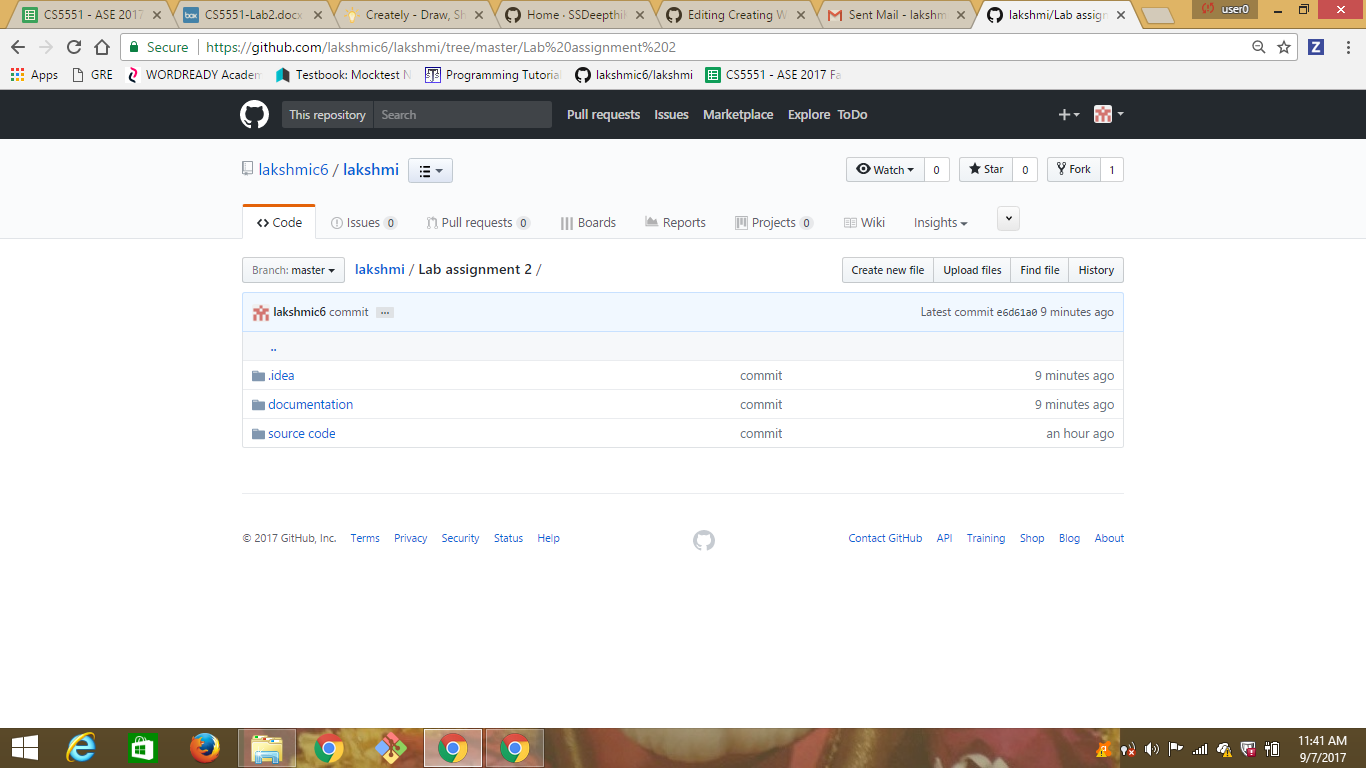 CS5551 - ASE 2017 CS5551-Lab2.docx Creately - Draw, Sh Home · SSDeepthi Editing Creating W Sent Mail - lakshm lakshmi/Lab assign user0
Secure https://github.com/lakshmic6/lakshmi/tree/master/Lab%20assignment%202 Z
Apps GRE WORDREADY Academ Testbook: Mocktest N Programming Tutorial lakshmic6/lakshmi CS5551 - ASE 2017 Fa
This repository Search Pull requests Issues Marketplace Explore ToDo
lakshmic6 / lakshmi Watch 0 Star 0 Fork 1
Code Issues 0 Pull requests 0 Boards Reports Projects 0 Wiki Insights
Branch: master lakshmi / Lab assignment 2 / Create new file Upload files Find file History
lakshmic6 commit ... Latest commit e6d61a0 9 minutes ago
..
.idea commit 9 minutes ago
documentation commit 9 minutes ago
source code commit an hour ago
© 2017 GitHub, Inc. Terms Privacy Security Status Help Contact GitHub API Training Shop Blog About
11:41 AM
9/7/2017